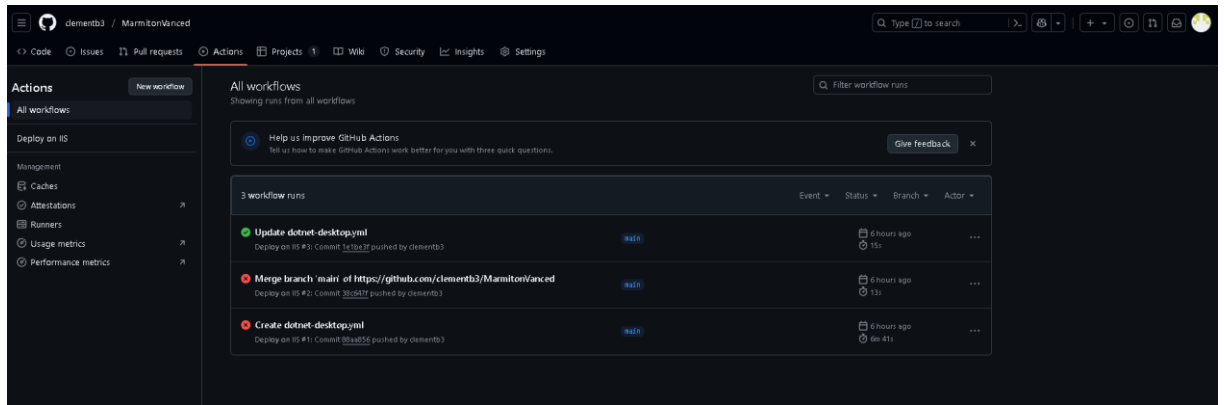 clementb3 / MarmitonVanced
Type / to search
Code Issues Pull requests Actions Projects 1 Wiki Security Insights Settings
Actions
New workflow
All workflows
Deploy on IIS
Management
Caches
Attestations
Runners
Usage metrics
Performance metrics
All workflows
Showing runs from all workflows
Filter workflow runs
Help us improve GitHub Actions
Tell us how to make GitHub Actions work better for you with three quick questions.
Give feedback
3 workflow runs
Event Status Branch Actor
Update dotnet-desktop.yml
Deploy on IIS #3: Commit 1e1be3f pushed by clementb3
main
6 hours ago
15s
Merge branch 'main' of https://github.com/clementb3/MarmitonVanced
Deploy on IIS #2: Commit 38c647f pushed by clementb3
main
6 hours ago
13s
Create dotnet-desktop.yml
Deploy on IIS #1: Commit 88aa056 pushed by clementb3
main
6 hours ago
6m 41s